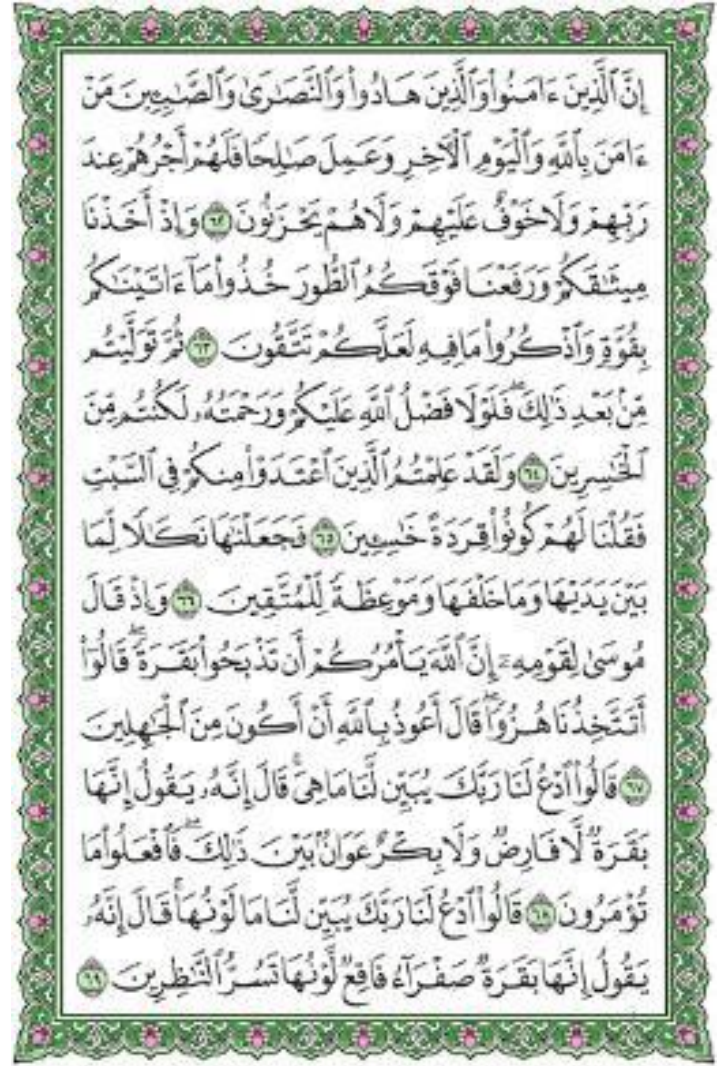 إِنَّ ٱلَّذِينَ ءَامَنُوا۟ وَٱلَّذِينَ هَادُوا۟ وَٱلنَّصَٰرَىٰ وَٱلصَّٰبِـِٔينَ مَنْ
ءَامَنَ بِٱللَّهِ وَٱلْيَوْمِ ٱلْءَاخِرِ وَعَمِلَ صَٰلِحًا فَلَهُمْ أَجْرُهُمْ عِندَ
رَبِّهِمْ وَلَا خَوْفٌ عَلَيْهِمْ وَلَا هُمْ يَحْزَنُونَ ٦٢ وَإِذْ أَخَذْنَا
مِيثَٰقَكُمْ وَرَفَعْنَا فَوْقَكُمُ ٱلطُّورَ خُذُوا۟ مَآ ءَاتَيْنَٰكُم
بِقُوَّةٍ وَٱذْكُرُوا۟ مَا فِيهِ لَعَلَّكُمْ تَتَّقُونَ ٦٣ ثُمَّ تَوَلَّيْتُم
مِّنۢ بَعْدِ ذَٰلِكَ ۖ فَلَوْلَا فَضْلُ ٱللَّهِ عَلَيْكُمْ وَرَحْمَتُهُۥ لَكُنتُم مِّنَ
ٱلْخَٰسِرِينَ ٦٤ وَلَقَدْ عَلِمْتُمُ ٱلَّذِينَ ٱعْتَدَوْا۟ مِنكُمْ فِى ٱلسَّبْتِ
فَقُلْنَا لَهُمْ كُونُوا۟ قِرَدَةً خَٰسِـِٔينَ ٦٥ فَجَعَلْنَٰهَا نَكَٰلًا لِّمَا
بَيْنَ يَدَيْهَا وَمَا خَلْفَهَا وَمَوْعِظَةً لِّلْمُتَّقِينَ ٦٦ وَإِذْ قَالَ
مُوسَىٰ لِقَوْمِهِۦٓ إِنَّ ٱللَّهَ يَأْمُرُكُمْ أَن تَذْبَحُوا۟ بَقَرَةً ۖ قَالُوٓا۟
أَتَتَّخِذُنَا هُزُوًا ۖ قَالَ أَعُوذُ بِٱللَّهِ أَنْ أَكُونَ مِنَ ٱلْجَٰهِلِينَ
٦٧ قَالُوا۟ ٱدْعُ لَنَا رَبَّكَ يُبَيِّن لَّنَا مَا هِىَ ۚ قَالَ إِنَّهُۥ يَقُولُ إِنَّهَا
بَقَرَةٌ لَّا فَارِضٌ وَلَا بِكْرٌ عَوَانٌۢ بَيْنَ ذَٰلِكَ ۖ فَٱفْعَلُوا۟ مَا
تُؤْمَرُونَ ٦٨ قَالُوا۟ ٱدْعُ لَنَا رَبَّكَ يُبَيِّن لَّنَا مَا لَوْنُهَا ۚ قَالَ إِنَّهُۥ
يَقُولُ إِنَّهَا بَقَرَةٌ صَفْرَآءُ فَاقِعٌ لَّوْنُهَا تَسُرُّ ٱلنَّٰظِرِينَ ٦٩